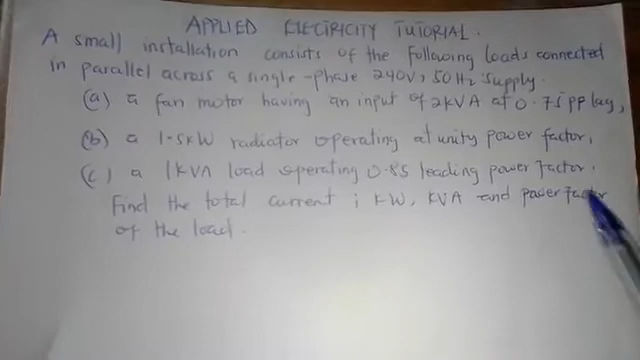 APPLIED ELECTRICITY TUTORIAL.
A small installation consists of the following loads connected
in parallel across a single-phase 240V, 50Hz supply.
(a) a fan motor having an input of 2KVA at 0.75 pp lag,
(b) a 1.5KW radiator operating at unity power factor,
(c) a 1KVA load operating 0.85 leading power factor.
Find the total current ; KW, KVA and power factor
of the load.